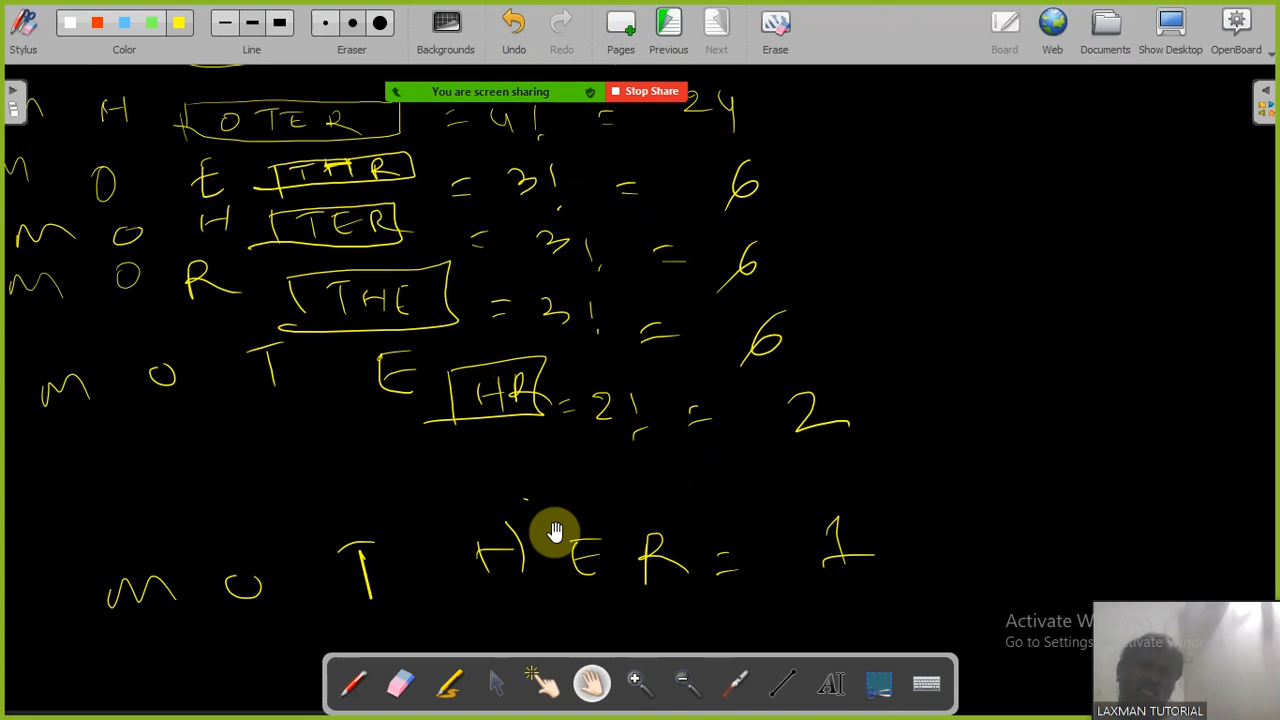 Stylus Color Line Eraser Backgrounds Undo Redo Pages Previous Next Erase Board Web Documents Show Desktop OpenBoard
You are screen sharing Stop Share
M H OTER = 4! = 24
M O E THR = 3! = 6
M O H TER = 3! = 6
M O R THE = 3! = 6
M O T E HR = 2! = 2
M O T H E R = 1
Activate Windows
Go to Settings to activate Windows.
LAXMAN TUTORIAL